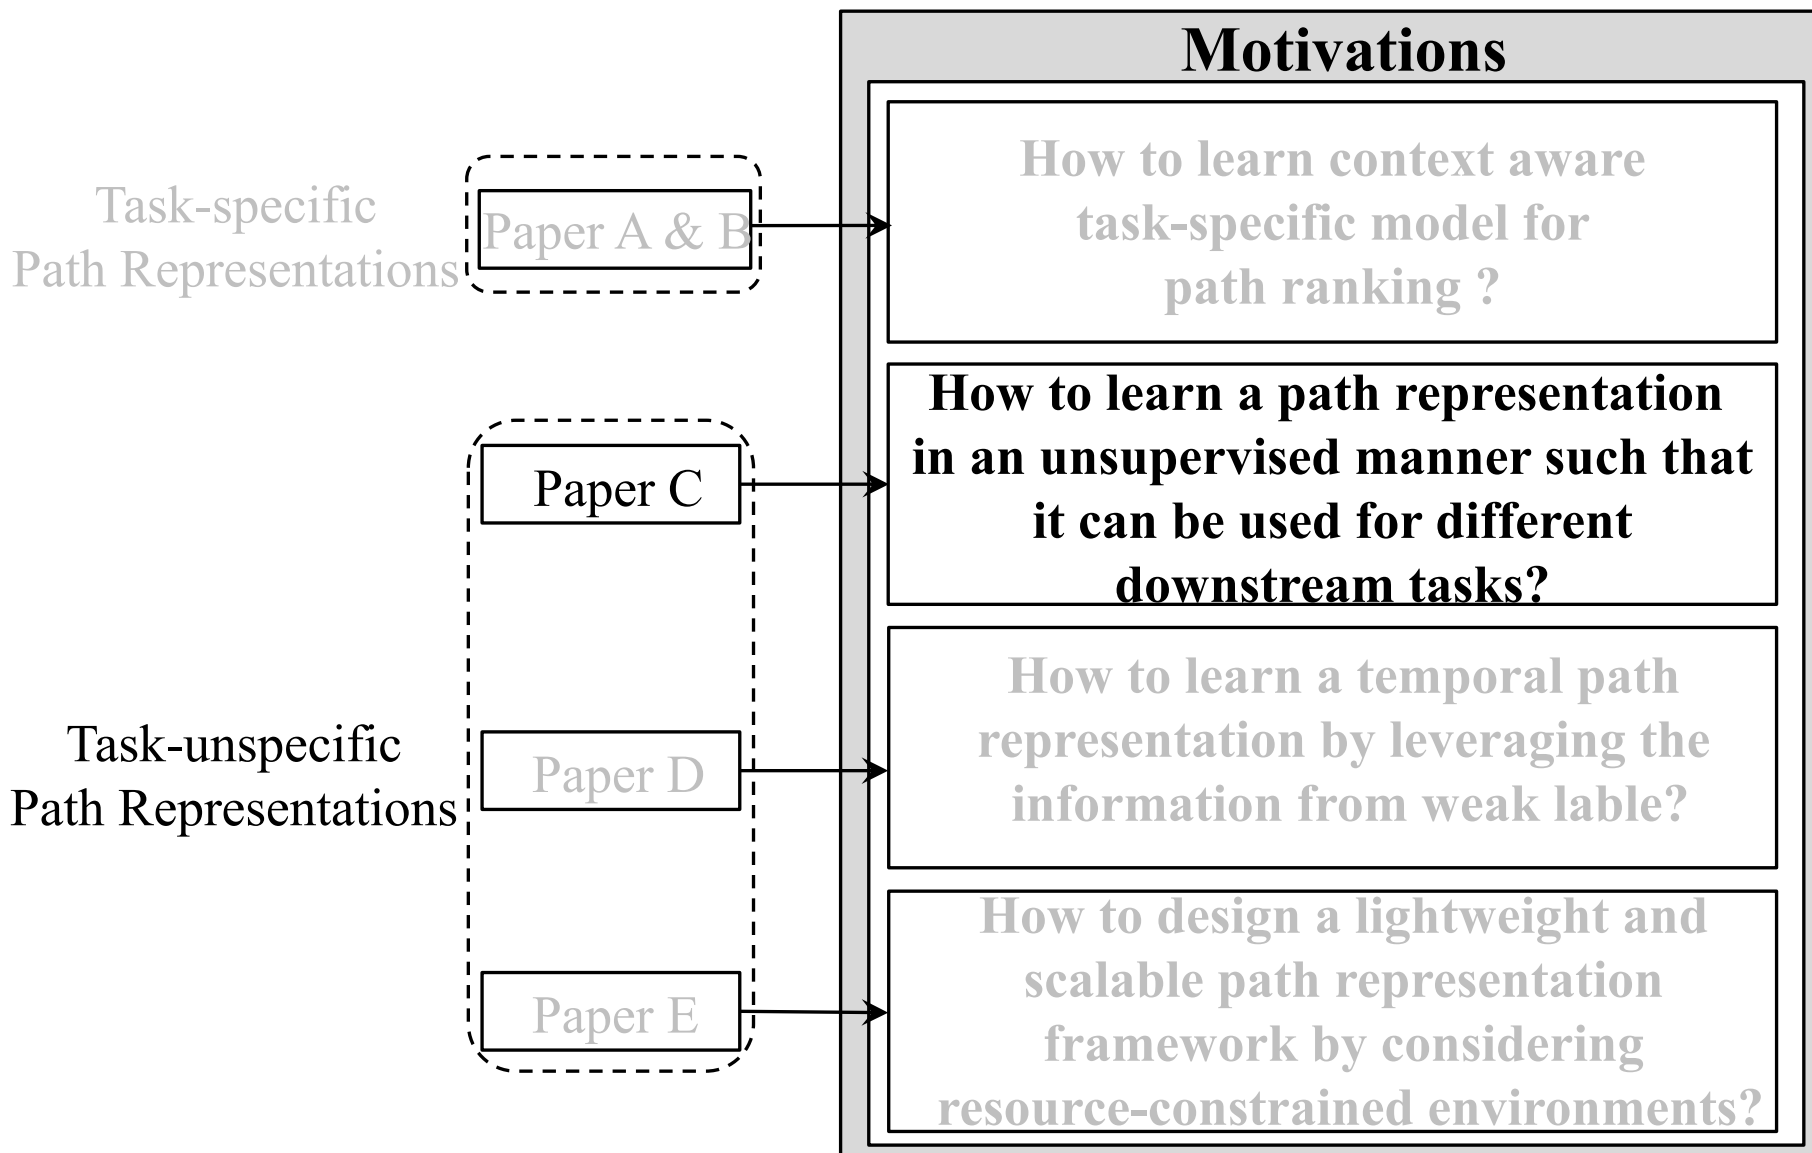 Motivations
Task-specific
Path Representations
Paper A & B
How to learn context aware
task-specific model for
path ranking ?
Task-unspecific
Path Representations
Paper C
How to learn a path representation
in an unsupervised manner such that
it can be used for different
downstream tasks?
Paper D
How to learn a temporal path
representation by leveraging the
information from weak lable?
Paper E
How to design a lightweight and
scalable path representation
framework by considering
resource-constrained environments?